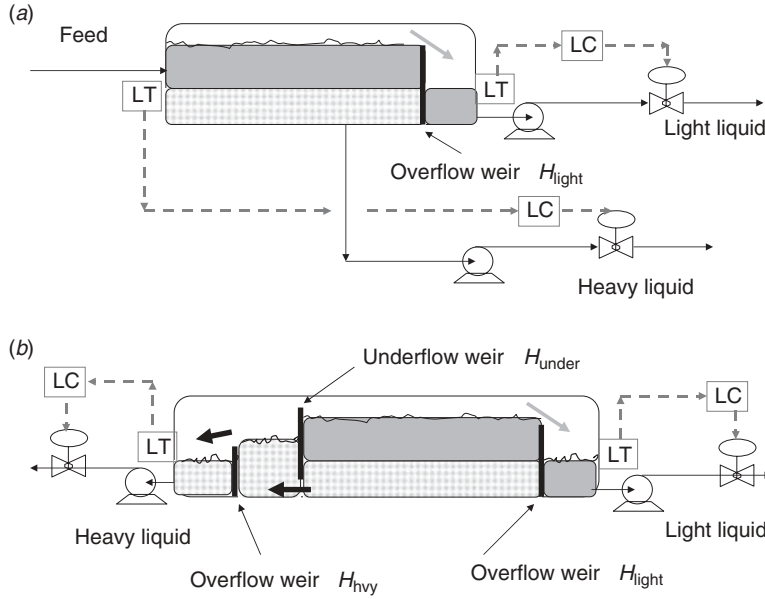 (a)
Feed
LT
LT
LC
Light liquid
Overflow weir H_light
LC
Heavy liquid
(b)
Underflow weir H_under
LC
LC
LT
LT
Heavy liquid
Light liquid
Overflow weir H_hvy
Overflow weir H_light